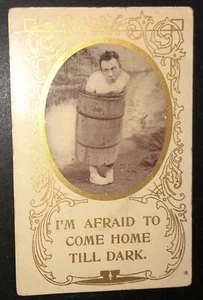 I'M AFRAID TO
COME HOME
TILL DARK.